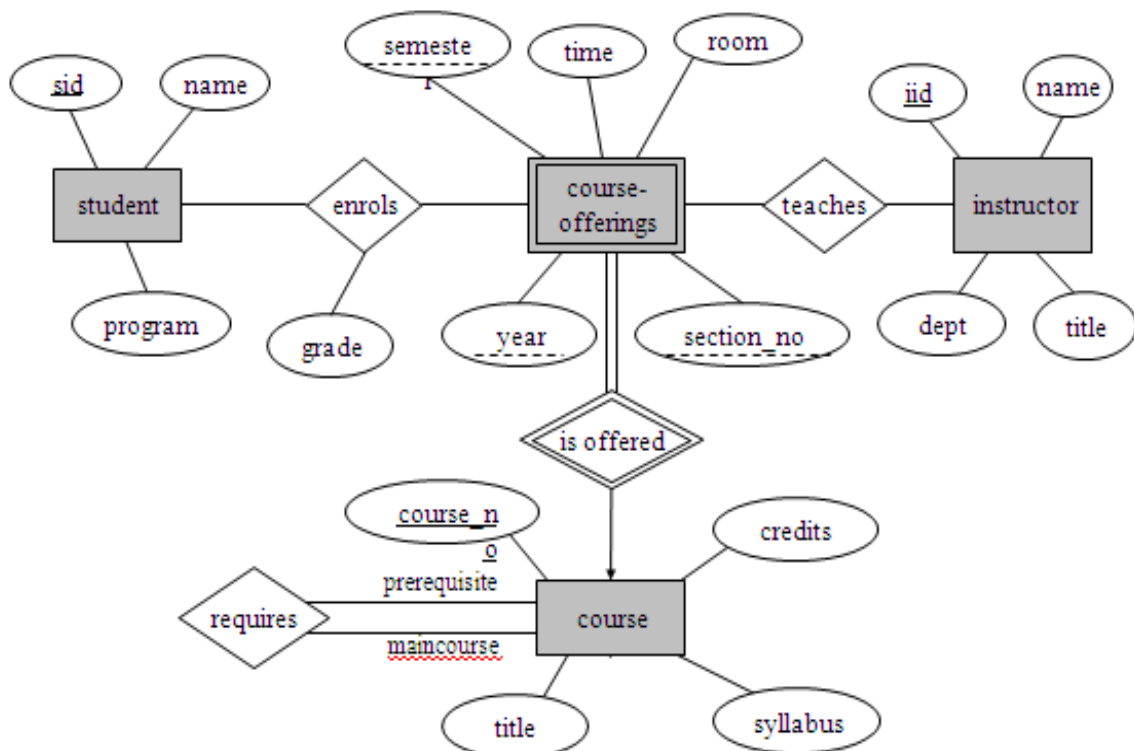 semeste
r
time
room
sid
name
iid
name
student
enrols
course-
offerings
teaches
instructor
program
grade
year
section_no
dept
title
is offered
course_n
o
credits
prerequisite
requires
course
maincourse
title
syllabus